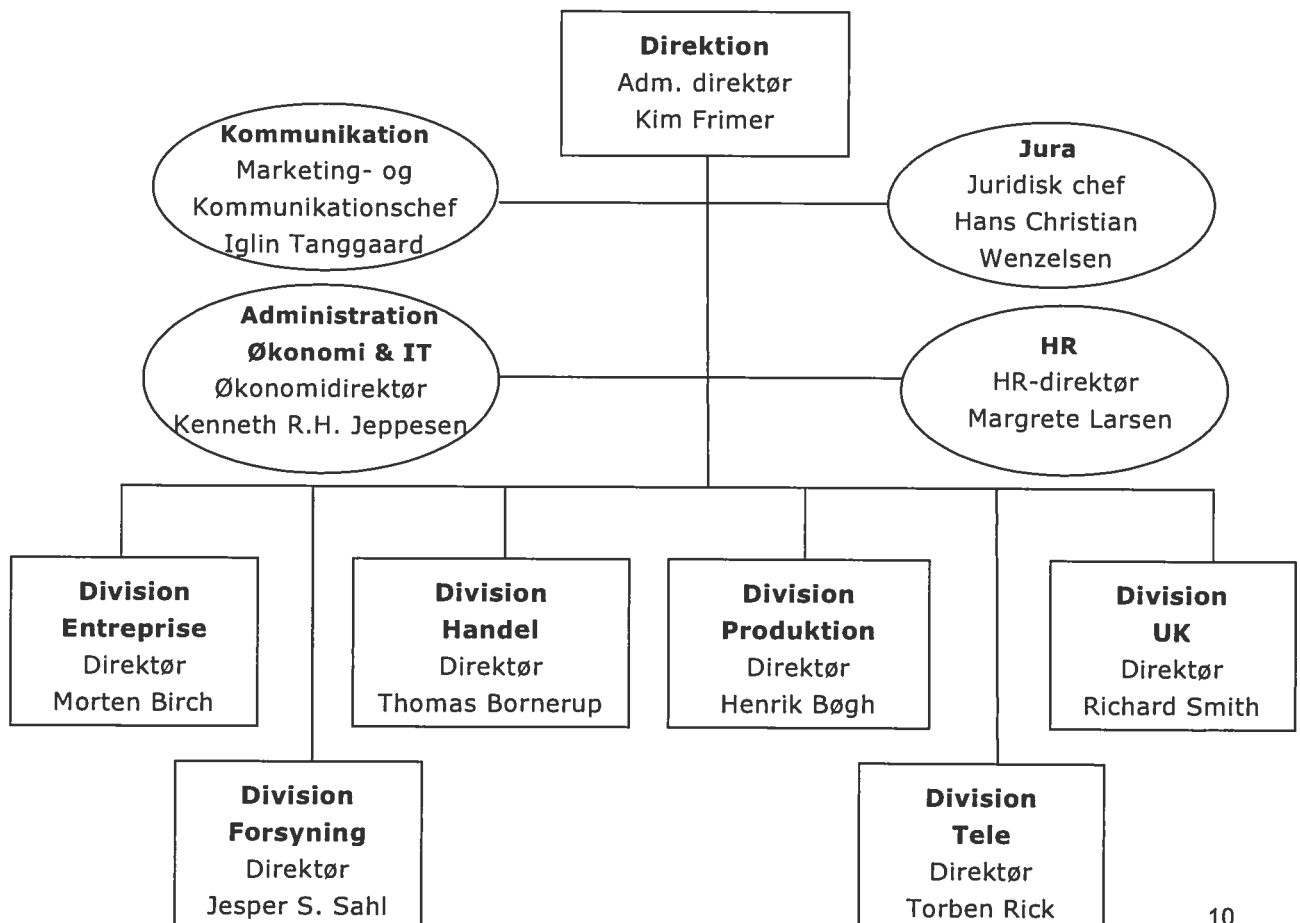 Direktion
Adm. direktør
Kim Frimer
Kommunikation
Marketing- og
Kommunikationschef
Iglin Tanggaard
Jura
Juridisk chef
Hans Christian
Wenzelsen
Administration
Økonomi & IT
Økonomidirektør
Kenneth R.H. Jeppesen
HR
HR-direktør
Margrete Larsen
Division
Entreprise
Direktør
Morten Birch
Division
Handel
Direktør
Thomas Bornerup
Division
Produktion
Direktør
Henrik Bøgh
Division
UK
Direktør
Richard Smith
Division
Forsyning
Direktør
Jesper S. Sahl
Division
Tele
Direktør
Torben Rick
10